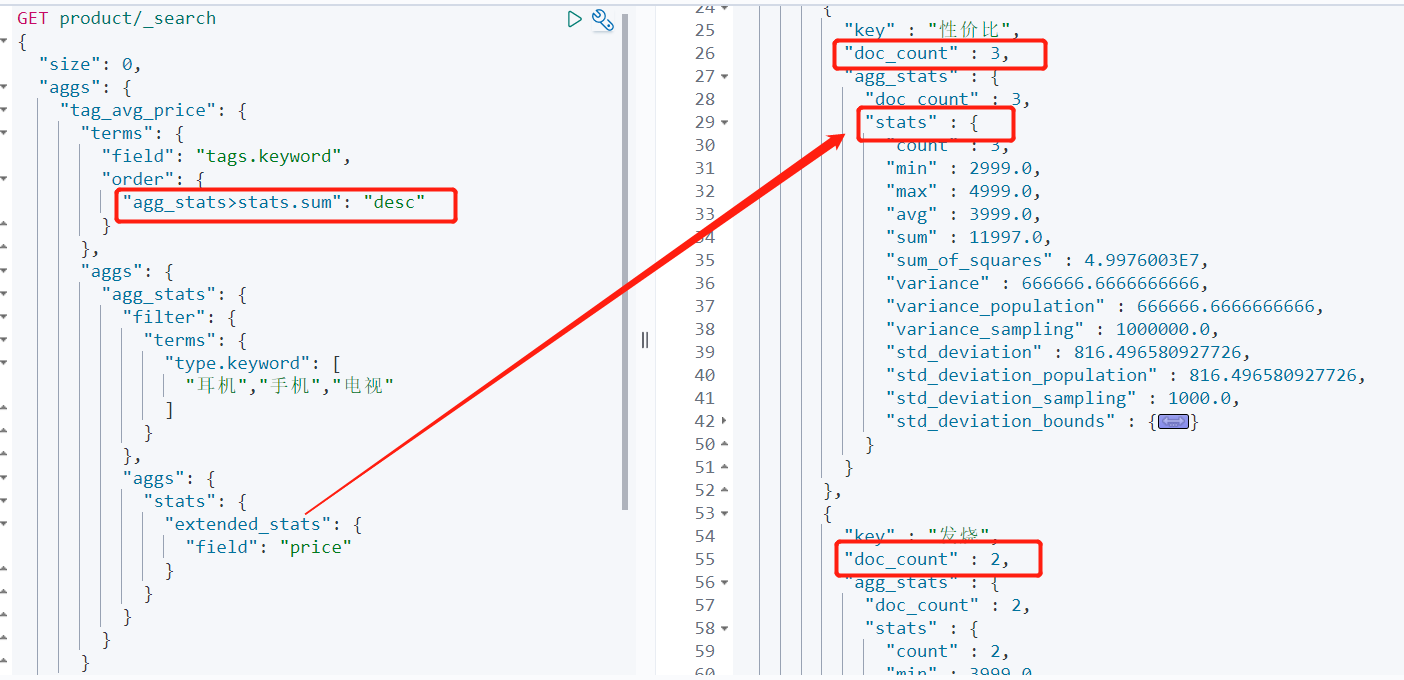 GET product/_search
{
"size": 0,
"aggs": {
"tag_avg_price": {
"terms": {
"field": "tags.keyword",
"order": {
"agg_stats>stats.sum": "desc"
}
},
"aggs": {
"agg_stats": {
"filter": {
"terms": {
"type.keyword": [
"耳机","手机","电视"
]
}
},
"aggs": {
"stats": {
"extended_stats": {
"field": "price"
}
}
}
}
}
24 {
25 "key" : "性价比",
26 "doc_count" : 3,
27 "agg_stats" : {
28 "doc_count" : 3,
29 "stats" : {
30 "count" : 3,
31 "min" : 2999.0,
32 "max" : 4999.0,
33 "avg" : 3999.0,
34 "sum" : 11997.0,
35 "sum_of_squares" : 4.9976003E7,
36 "variance" : 666666.6666666666,
37 "variance_population" : 666666.6666666666,
38 "variance_sampling" : 1000000.0,
39 "std_deviation" : 816.496580927726,
40 "std_deviation_population" : 816.496580927726,
41 "std_deviation_sampling" : 1000.0,
42 "std_deviation_bounds" : {}
50 }
51 }
52 },
53 {
54 "key" : "发烧",
55 "doc_count" : 2,
56 "agg_stats" : {
57 "doc_count" : 2,
58 "stats" : {
59 "count" : 2,
60 "min" : 3999.0